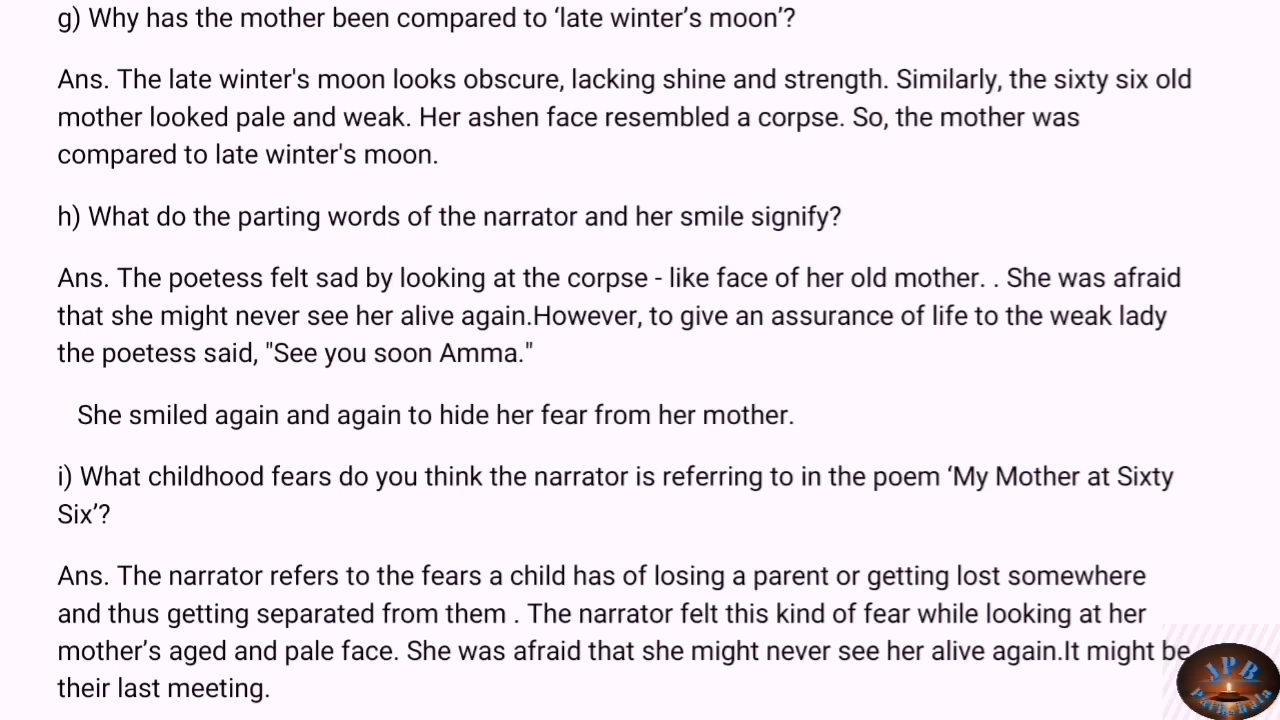 g) Why has the mother been compared to ‘late winter’s moon’?
Ans. The late winter's moon looks obscure, lacking shine and strength. Similarly, the sixty six old
mother looked pale and weak. Her ashen face resembled a corpse. So, the mother was
compared to late winter's moon.
h) What do the parting words of the narrator and her smile signify?
Ans. The poetess felt sad by looking at the corpse - like face of her old mother. . She was afraid
that she might never see her alive again.However, to give an assurance of life to the weak lady
the poetess said, "See you soon Amma."
She smiled again and again to hide her fear from her mother.
i) What childhood fears do you think the narrator is referring to in the poem ‘My Mother at Sixty
Six’?
Ans. The narrator refers to the fears a child has of losing a parent or getting lost somewhere
and thus getting separated from them . The narrator felt this kind of fear while looking at her
mother’s aged and pale face. She was afraid that she might never see her alive again.It might be
their last meeting.
JPB
Pathshala